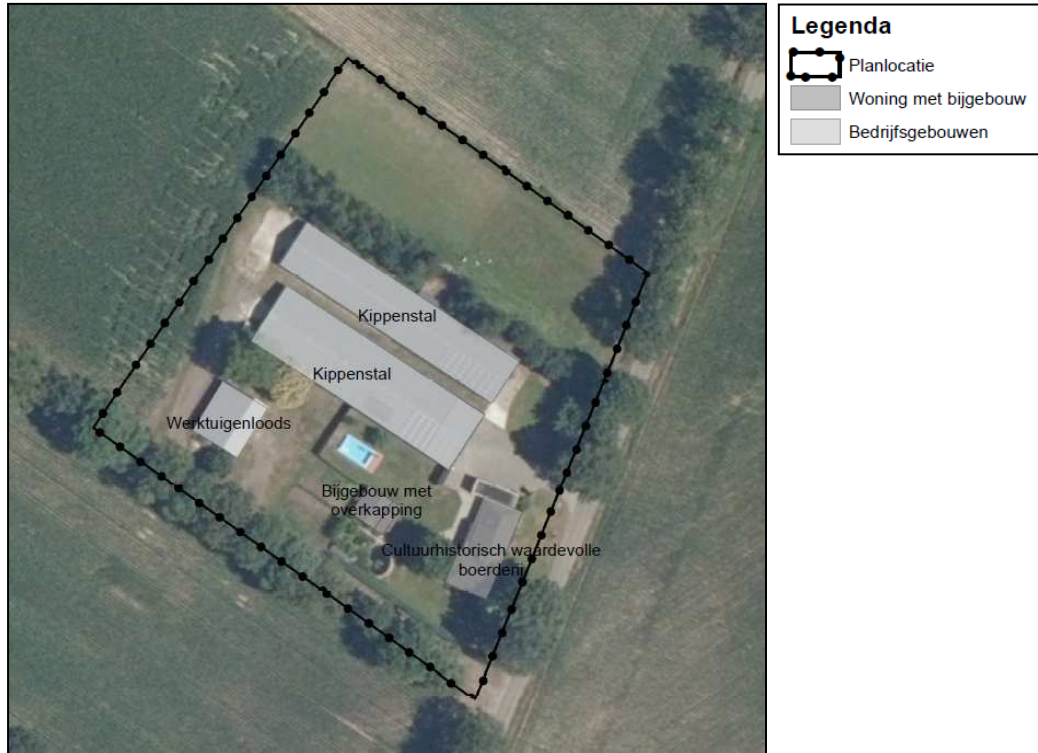 Legenda
Planlocatie
Woning met bijgebouw
Bedrijfsgebouwen
Kippenstal
Kippenstal
Werktuigenloods
Bijgebouw met
overkapping
Cultuurhistorisch waardevolle
boerderij